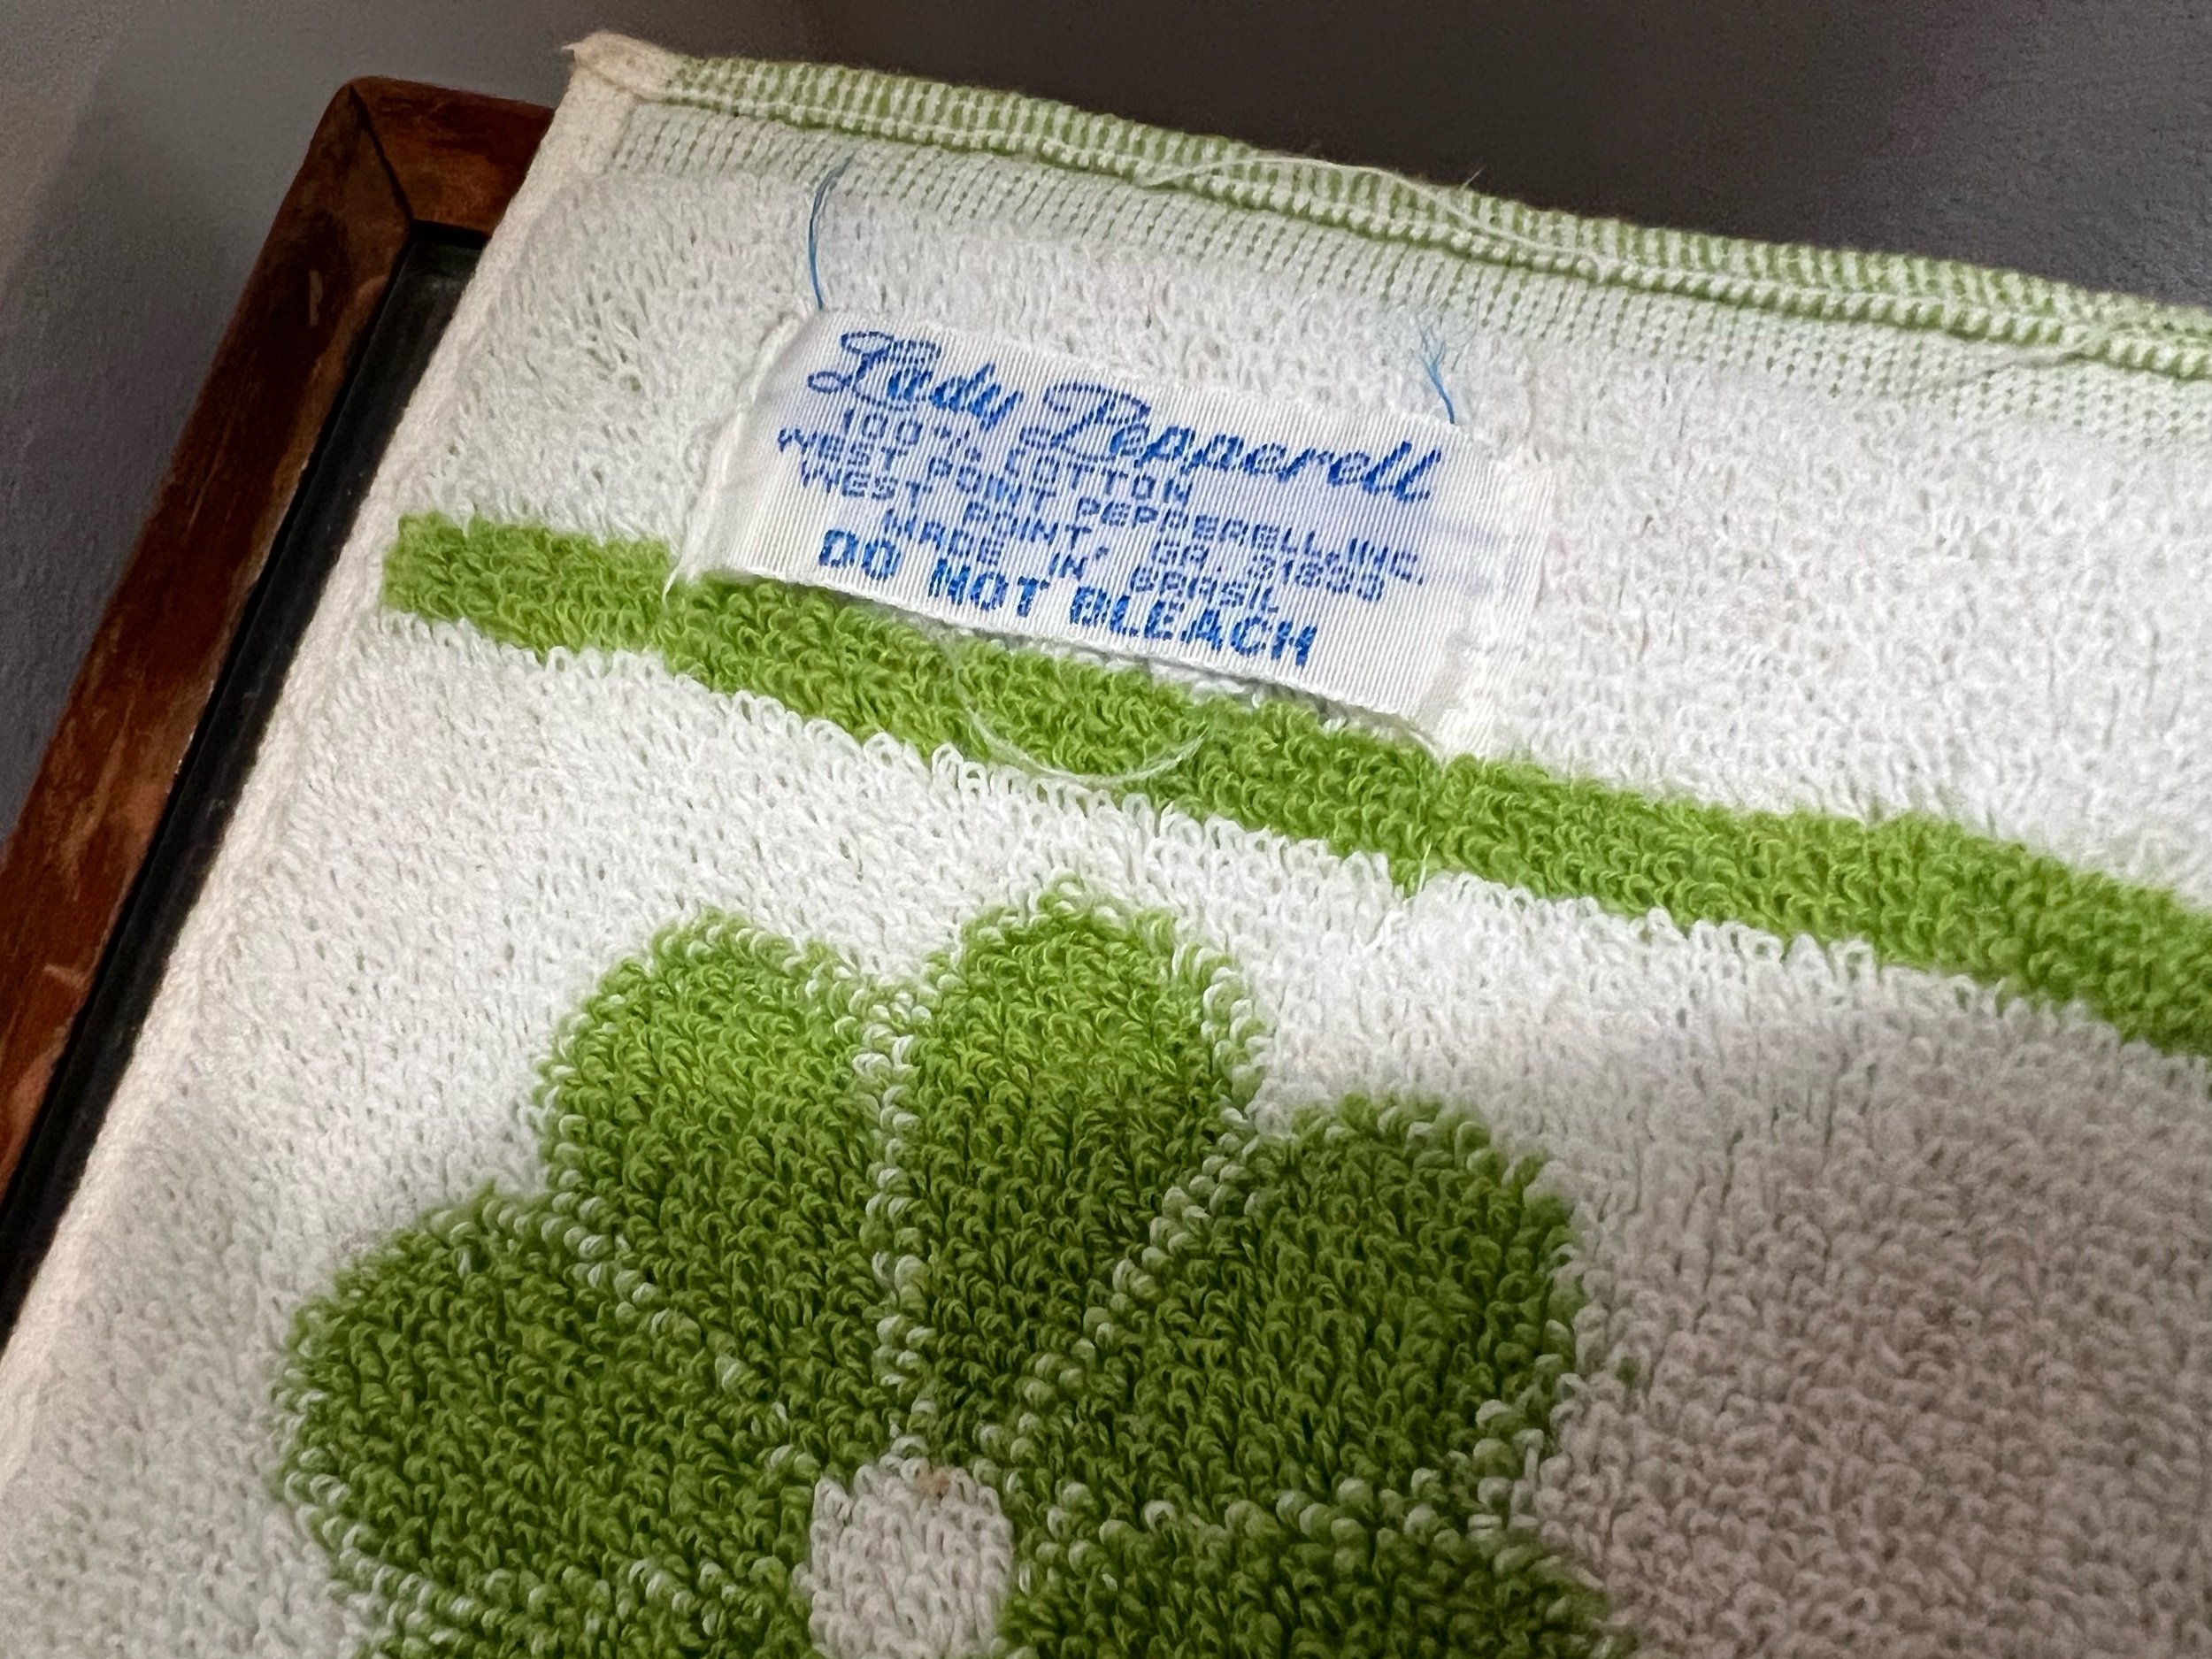 Lady Pepperell
100% COTTON
WEST POINT PEPPERELL, INC.
WEST POINT, GA. 31833
MADE IN BRASIL
DO NOT BLEACH